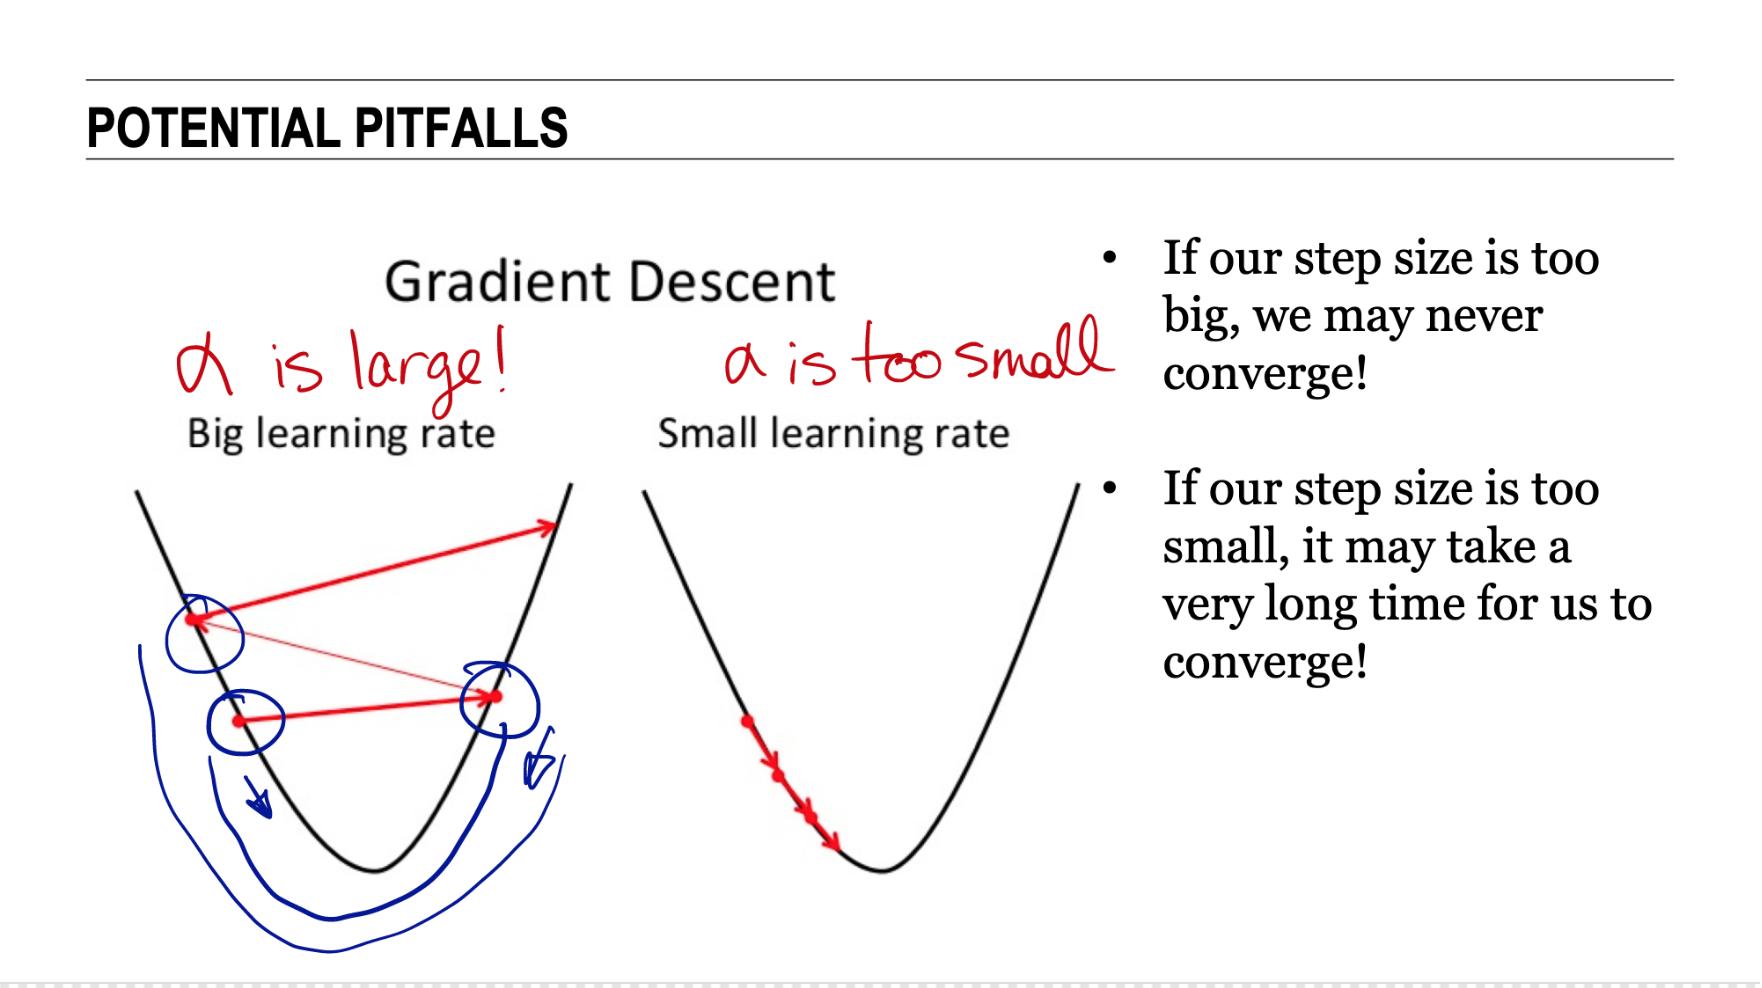 POTENTIAL PITFALLS
Gradient Descent
α is large!
α is too small
Big learning rate
Small learning rate
• If our step size is too
big, we may never
converge!
• If our step size is too
small, it may take a
very long time for us to
converge!